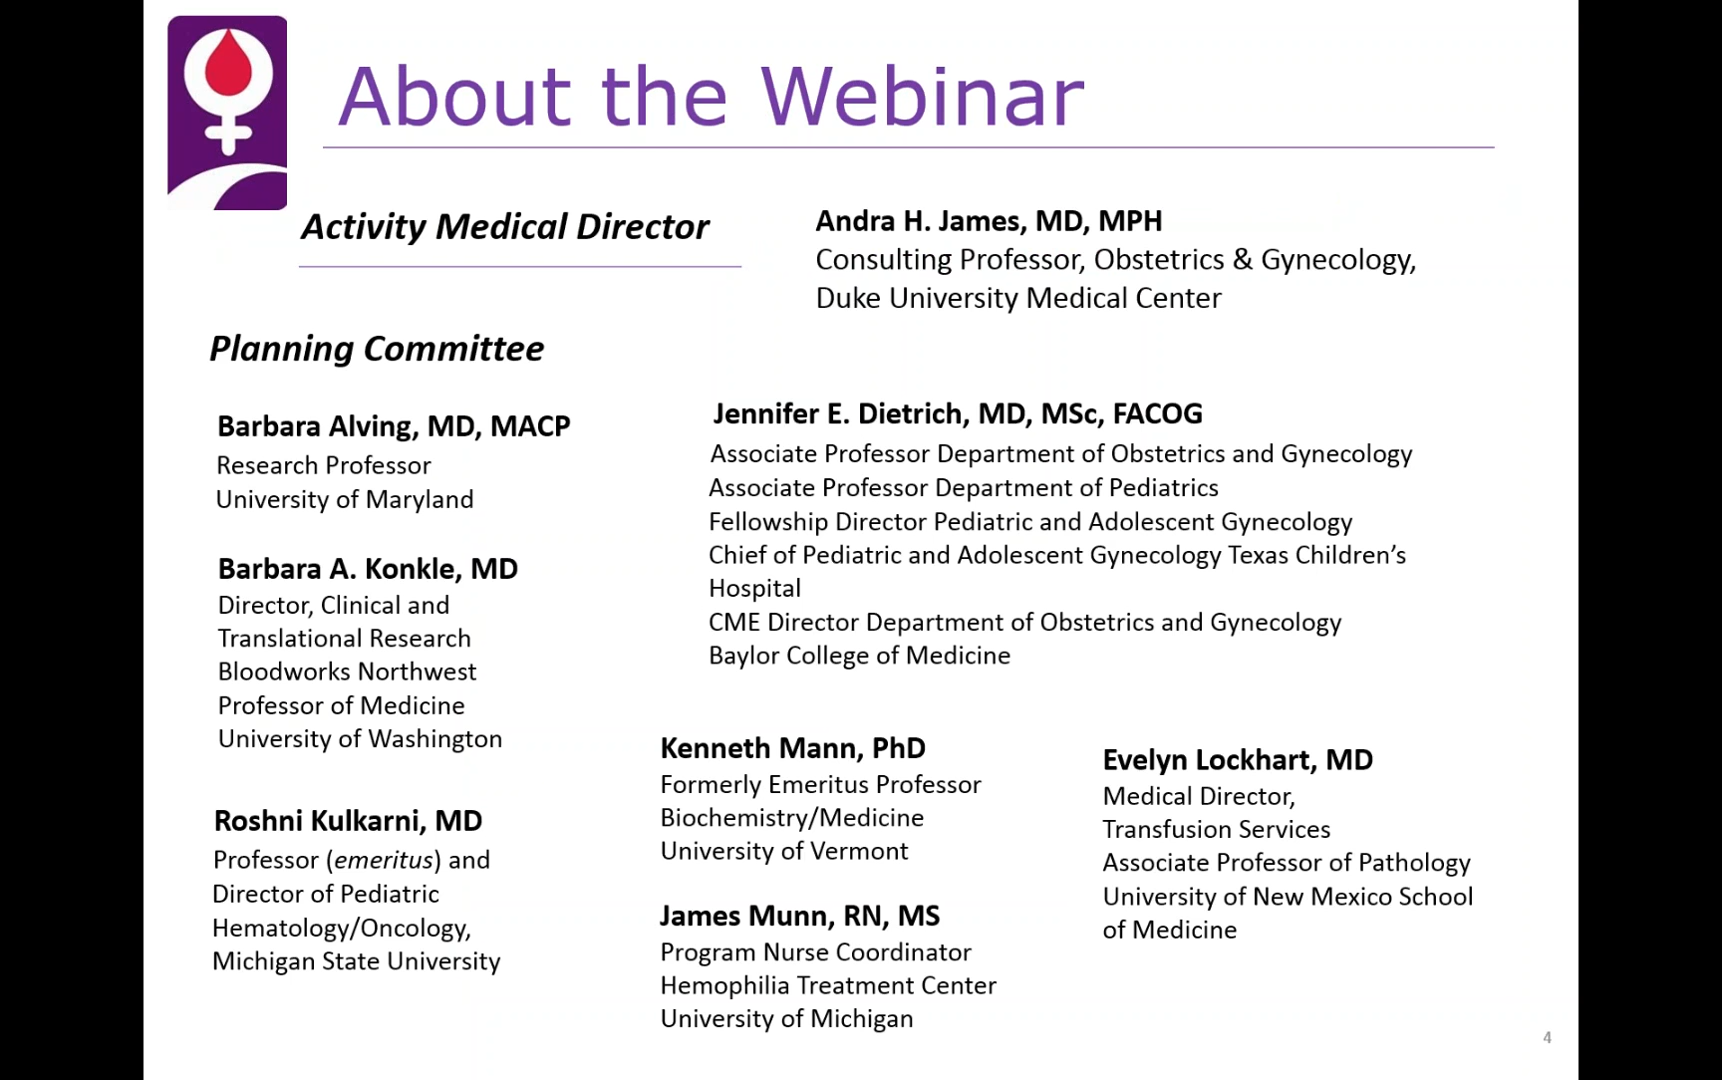 About the Webinar
Activity Medical Director
Andra H. James, MD, MPH
Consulting Professor, Obstetrics & Gynecology,
Duke University Medical Center
Planning Committee
Barbara Alving, MD, MACP
Research Professor
University of Maryland
Jennifer E. Dietrich, MD, MSc, FACOG
Associate Professor Department of Obstetrics and Gynecology
Associate Professor Department of Pediatrics
Fellowship Director Pediatric and Adolescent Gynecology
Chief of Pediatric and Adolescent Gynecology Texas Children’s
Hospital
CME Director Department of Obstetrics and Gynecology
Baylor College of Medicine
Barbara A. Konkle, MD
Director, Clinical and
Translational Research
Bloodworks Northwest
Professor of Medicine
University of Washington
Kenneth Mann, PhD
Formerly Emeritus Professor
Biochemistry/Medicine
University of Vermont
Evelyn Lockhart, MD
Medical Director,
Transfusion Services
Associate Professor of Pathology
University of New Mexico School
of Medicine
Roshni Kulkarni, MD
Professor (emeritus) and
Director of Pediatric
Hematology/Oncology,
Michigan State University
James Munn, RN, MS
Program Nurse Coordinator
Hemophilia Treatment Center
University of Michigan
4